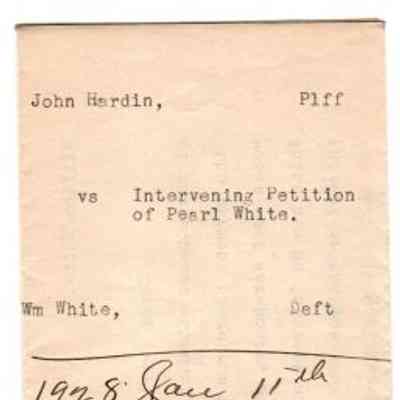 John Hardin, Plff
vs Intervening Petition
of Pearl White.
Wm White, Deft
1928 Jan 11th